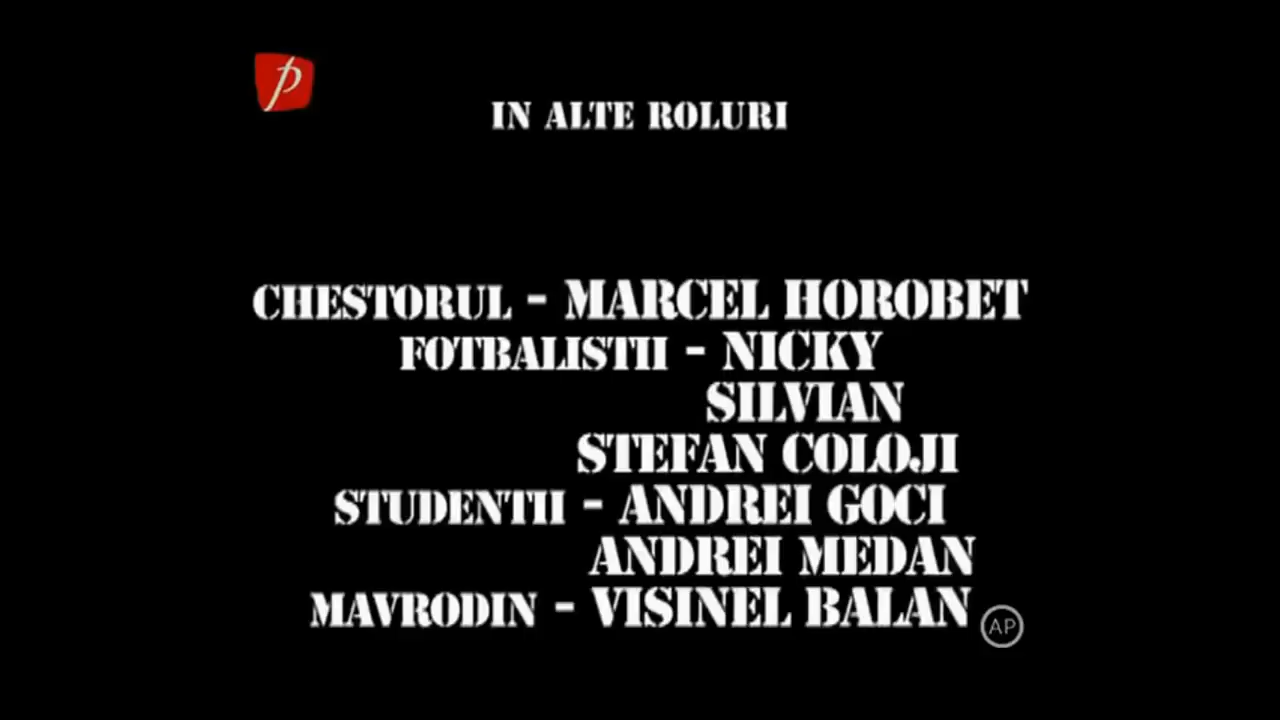 p
IN ALTE ROLURI
CHESTORUL - MARCEL HOROBET
FOTBALISTII - NICKY
SILVIAN
STEFAN COLOJI
STUDENTII - ANDREI GOCI
ANDREI MEDAN
MAVRODIN - VISINEL BALAN
AP